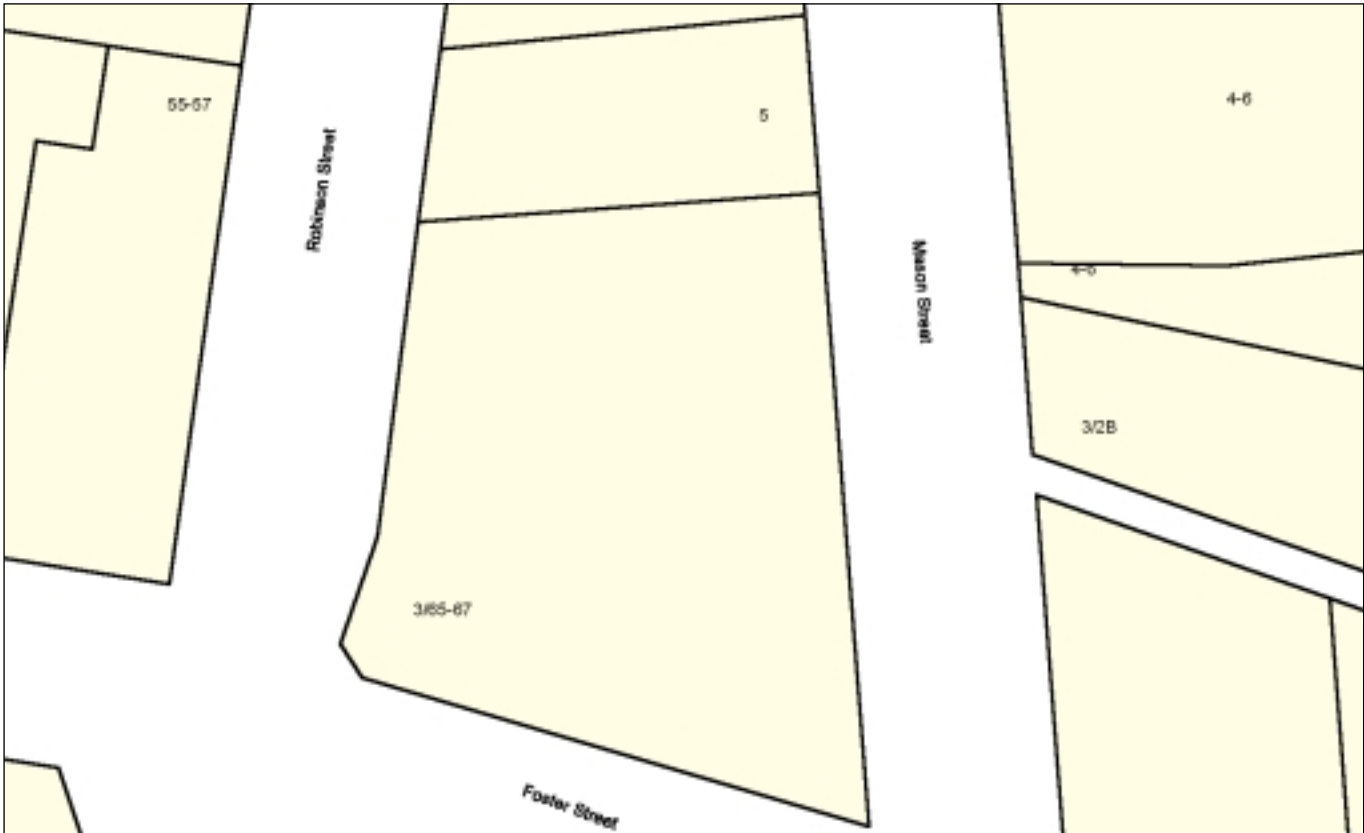 55-57
5
4-6
Robinson Street
Mason Street
4-6
3/2B
3/65-67
Foster Street